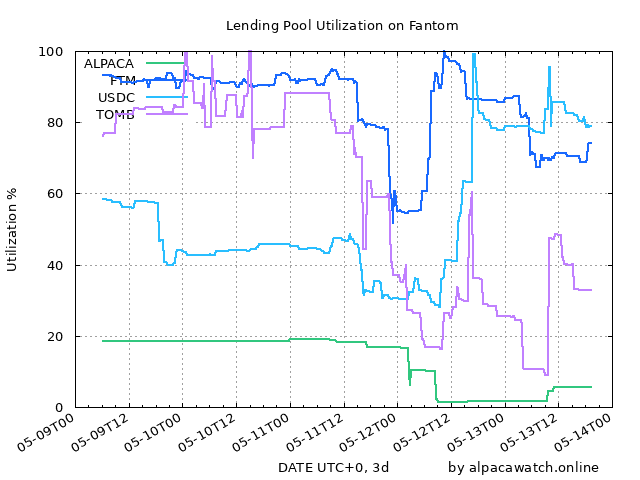 Lending Pool Utilization on Fantom
100
80
60
40
20
0
Utilization %
ALPACA
FTM
USDC
TOMB
05-09T00
05-09T12
05-10T00
05-10T12
05-11T00
05-11T12
05-12T00
05-12T12
05-13T00
05-13T12
05-14T00
DATE UTC+0, 3d
by alpacawatch.online